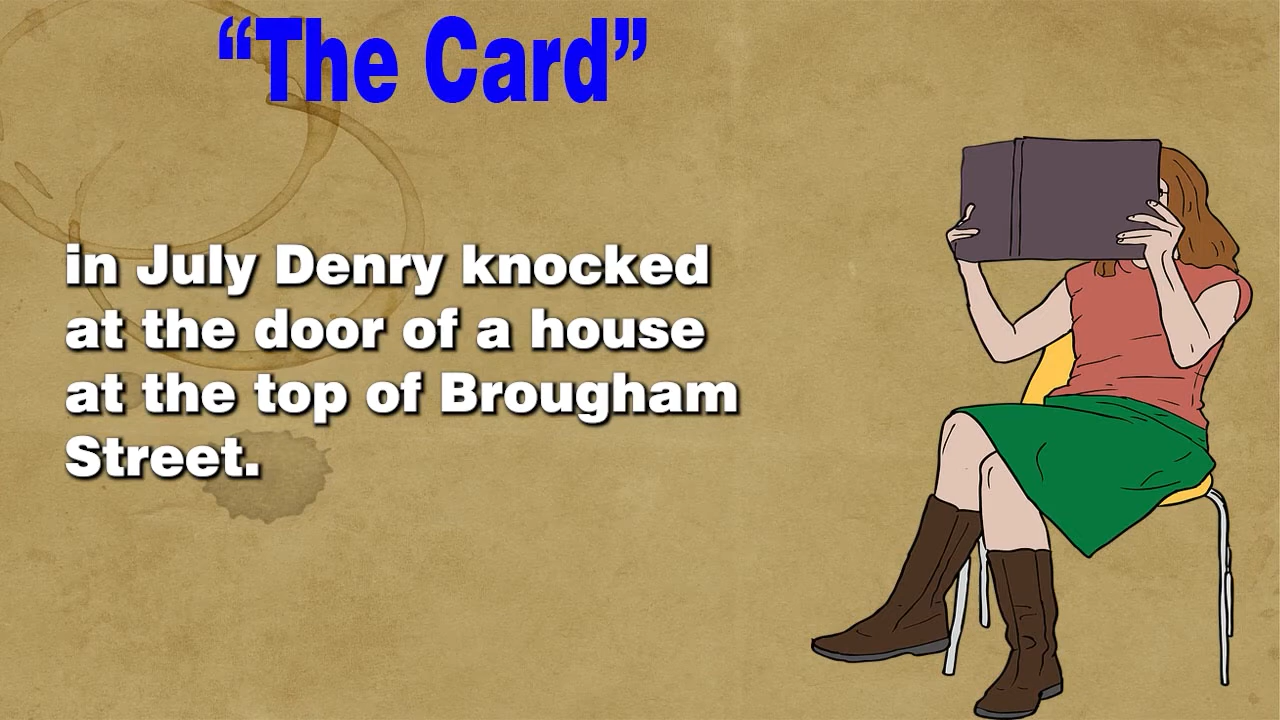 “The Card”
in July Denry knocked
at the door of a house
at the top of Brougham
Street.